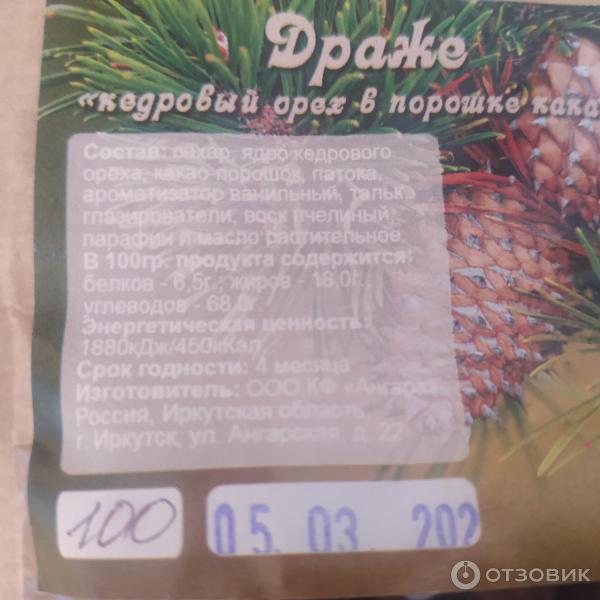 Драже
«кедровый орех в порошке кака
Состав: сахар, ядро кедрового
ореха, какао-порошок, патока,
ароматизатор ванильный, тальк,
глазирователи, воск пчелиный,
парафин и масло растительное.
В 100гр. продукта содержится:
белков - 6,5г - жиров - 18.0г.,
углеводов - 68.0г
Энергетическая ценность:
1880кДж/450кКал
Срок годности: 4 месяца
Изготовитель: ООО КФ «Ангара»
Россия, Иркутская область,
г. Иркутск, ул. Ангарская, д. 22
100
05. 03. 202
ОТЗОВИК